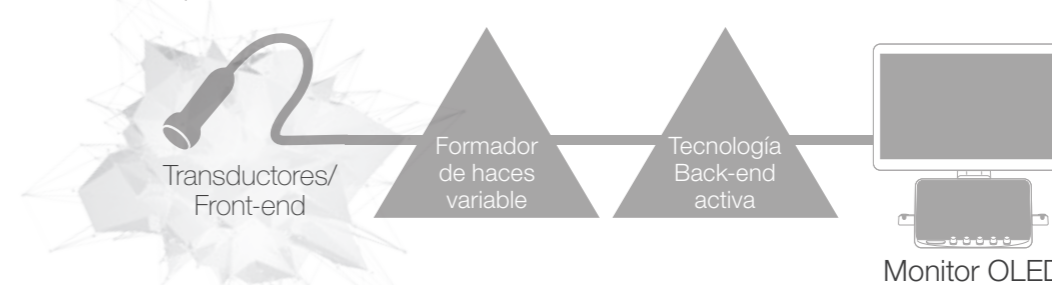 Transductores/
Front-end
Formador
de haces
variable
Tecnología
Back-end
activa
Monitor OLED